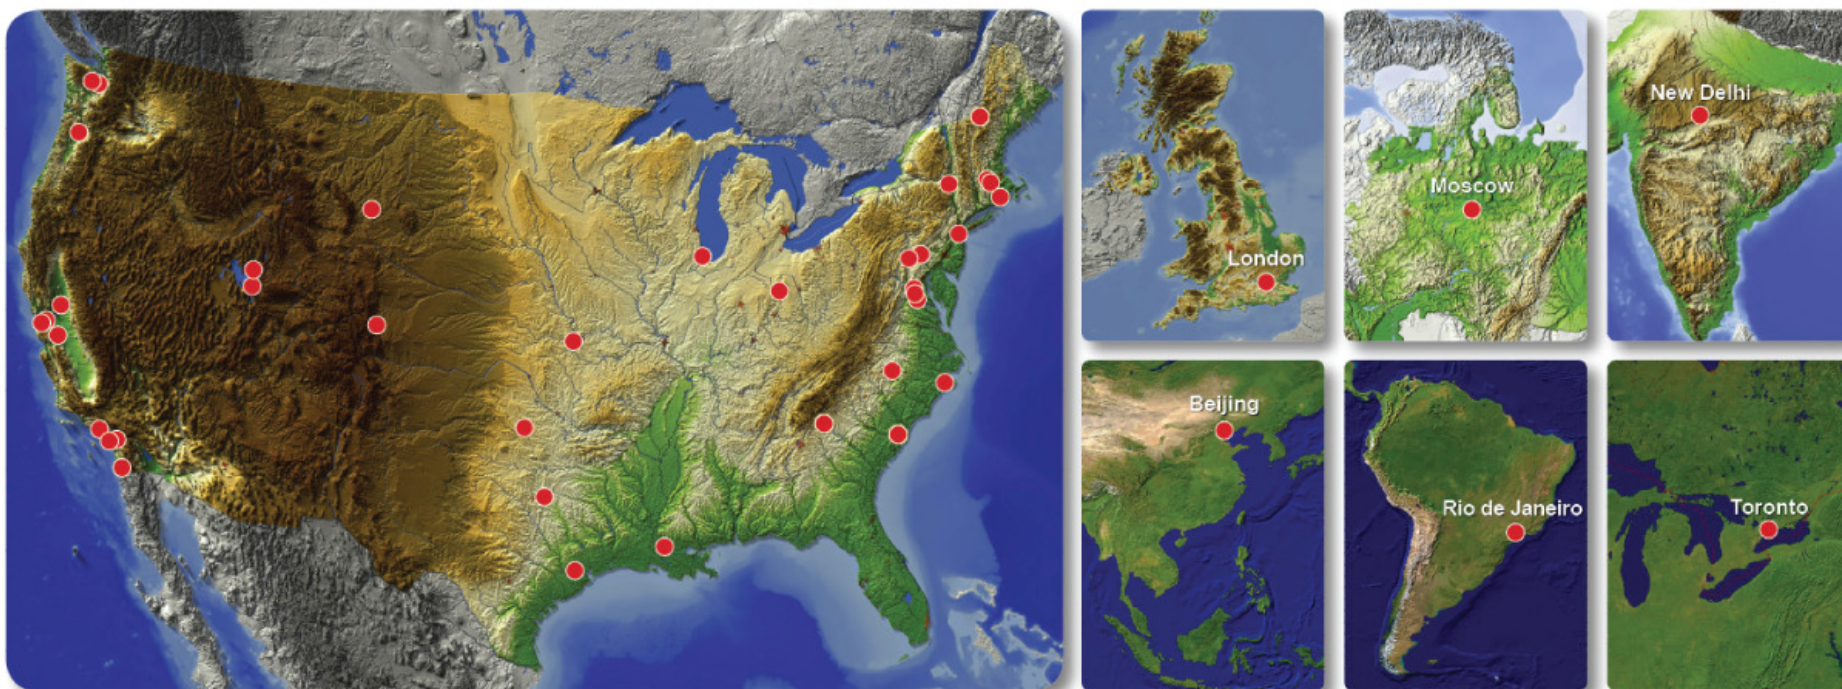 New Delhi
Moscow
London
Beijing
Rio de Janeiro
Toronto